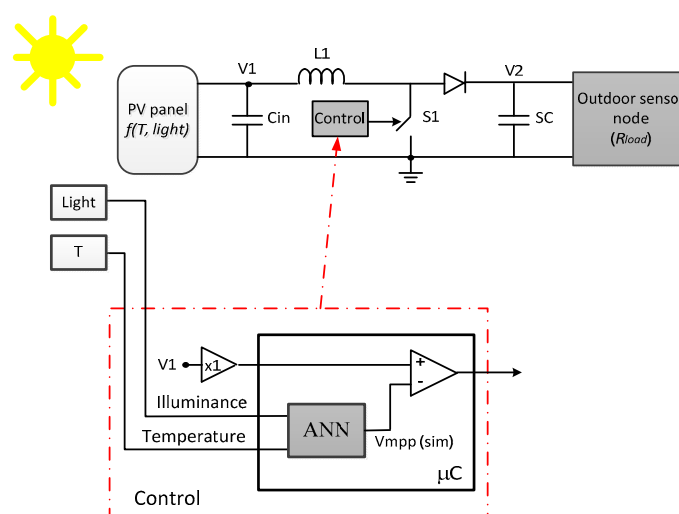 L1
V1
V2
PV panel
f(T, light)
Cin
Control
S1
SC
Outdoor sensor
node
(Rload)
Light
T
V1
x1
+
-
Illuminance
ANN
Temperature
Vmpp (sim)
μC
Control